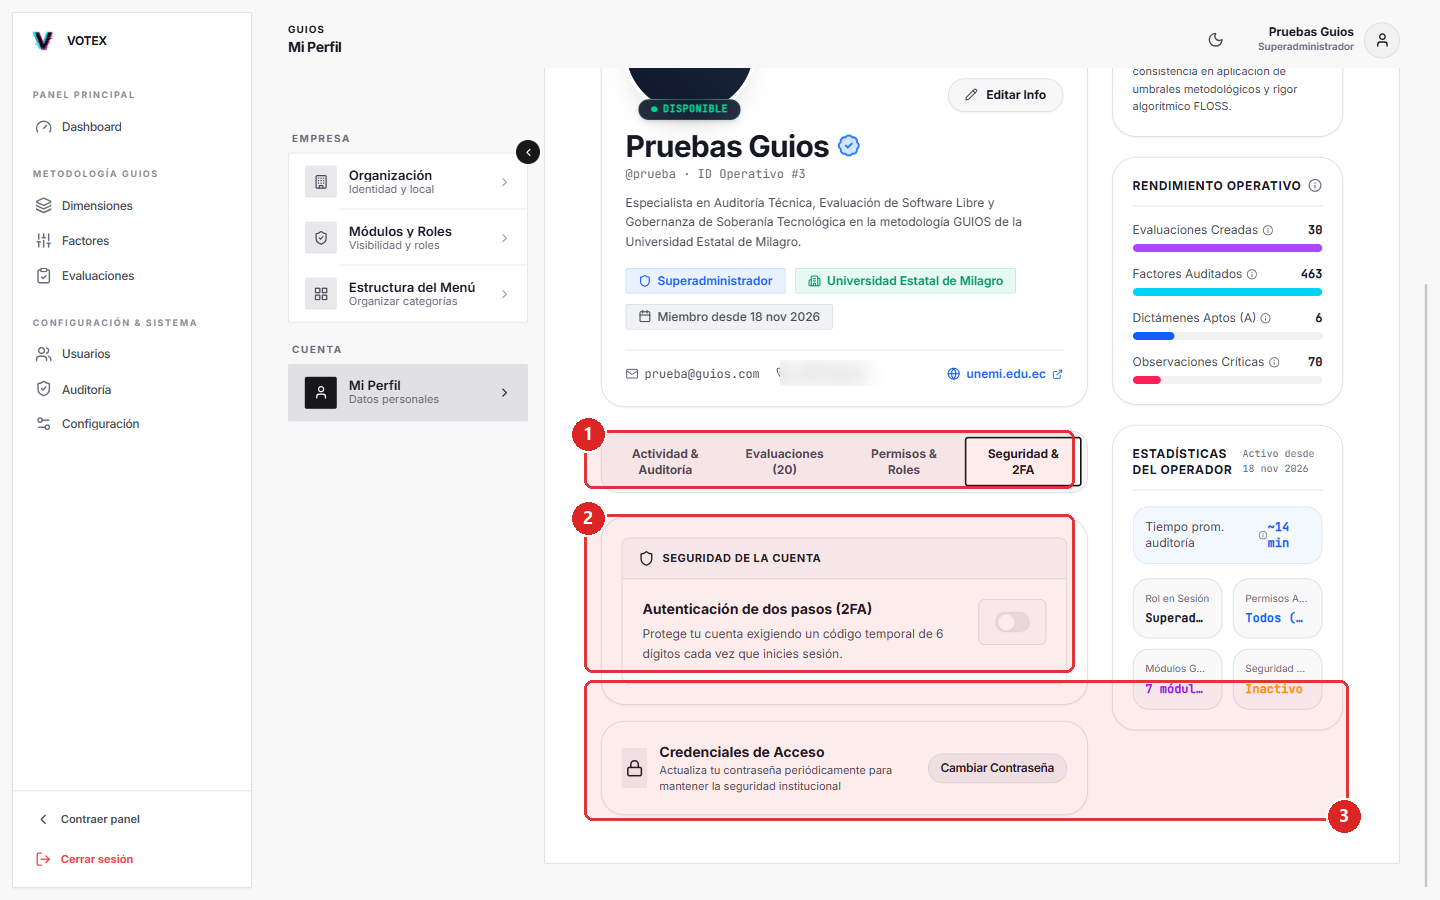 VOTEX
PANEL PRINCIPAL
Dashboard
METODOLOGÍA GUIOS
Dimensiones
Factores
Evaluaciones
CONFIGURACIÓN & SISTEMA
Usuarios
Auditoría
Configuración
Contraer panel
Cerrar sesión
GUIOS
Mi Perfil
Pruebas Guios
Superadministrador
EMPRESA
Organización
Identidad y local
Módulos y Roles
Visibilidad y roles
Estructura del Menú
Organizar categorías
CUENTA
Mi Perfil
Datos personales
DISPONIBLE
Editar Info
Pruebas Guios
@prueba · ID Operativo #3
Especialista en Auditoría Técnica, Evaluación de Software Libre y
Gobernanza de Soberanía Tecnológica en la metodología GUIOS de la
Universidad Estatal de Milagro.
Superadministrador
Universidad Estatal de Milagro
Miembro desde 18 nov 2026
prueba@guios.com
unemi.edu.ec
1
Actividad &
Auditoría
Evaluaciones
(20)
Permisos &
Roles
Seguridad &
2FA
2
SEGURIDAD DE LA CUENTA
Autenticación de dos pasos (2FA)
Protege tu cuenta exigiendo un código temporal de 6
dígitos cada vez que inicies sesión.
Credenciales de Acceso
Actualiza tu contraseña periódicamente para
mantener la seguridad institucional
Cambiar Contraseña
3
consistencia en aplicación de
umbrales metodológicos y rigor
algorítmico FLOSS.
RENDIMIENTO OPERATIVO
Evaluaciones Creadas 30
Factores Auditados 463
Dictámenes Aptos (A) 6
Observaciones Críticas 70
ESTADÍSTICAS
DEL OPERADOR
Activo desde
18 nov 2026
Tiempo prom.
auditoría
~14
min
Rol en Sesión
Superad…
Permisos A…
Todos (…
Módulos G…
7 módul…
Seguridad …
Inactivo